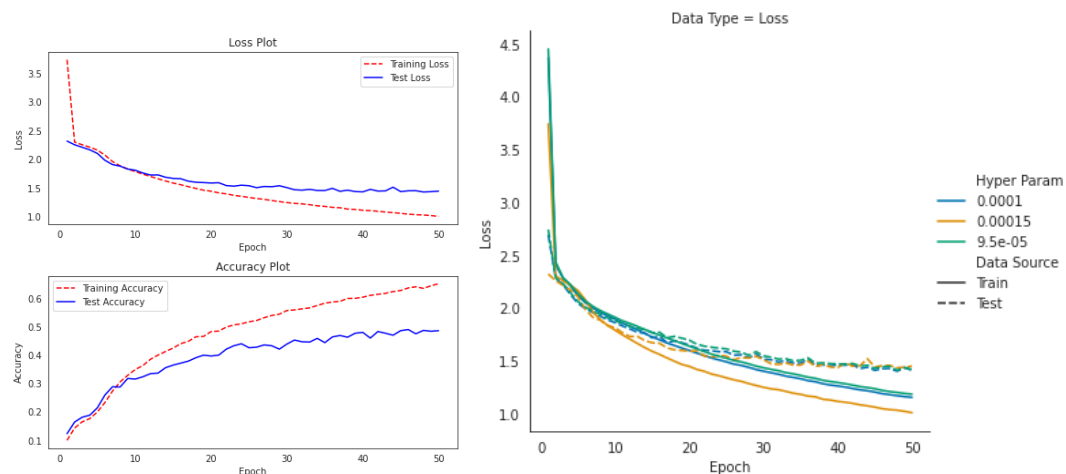 Loss Plot
3.5
3.0
2.5
2.0
1.5
1.0
Loss
Training Loss
Test Loss
0 10 20 30 40 50
Epoch
Accuracy Plot
0.6
0.5
0.4
0.3
0.2
0.1
Accuracy
Training Accuracy
Test Accuracy
0 10 20 30 40 50
Epoch
Data Type = Loss
4.5
4.0
3.5
3.0
2.5
2.0
1.5
1.0
Loss
0 10 20 30 40 50
Epoch
Hyper Param
0.0001
0.00015
9.5e-05
Data Source
Train
Test